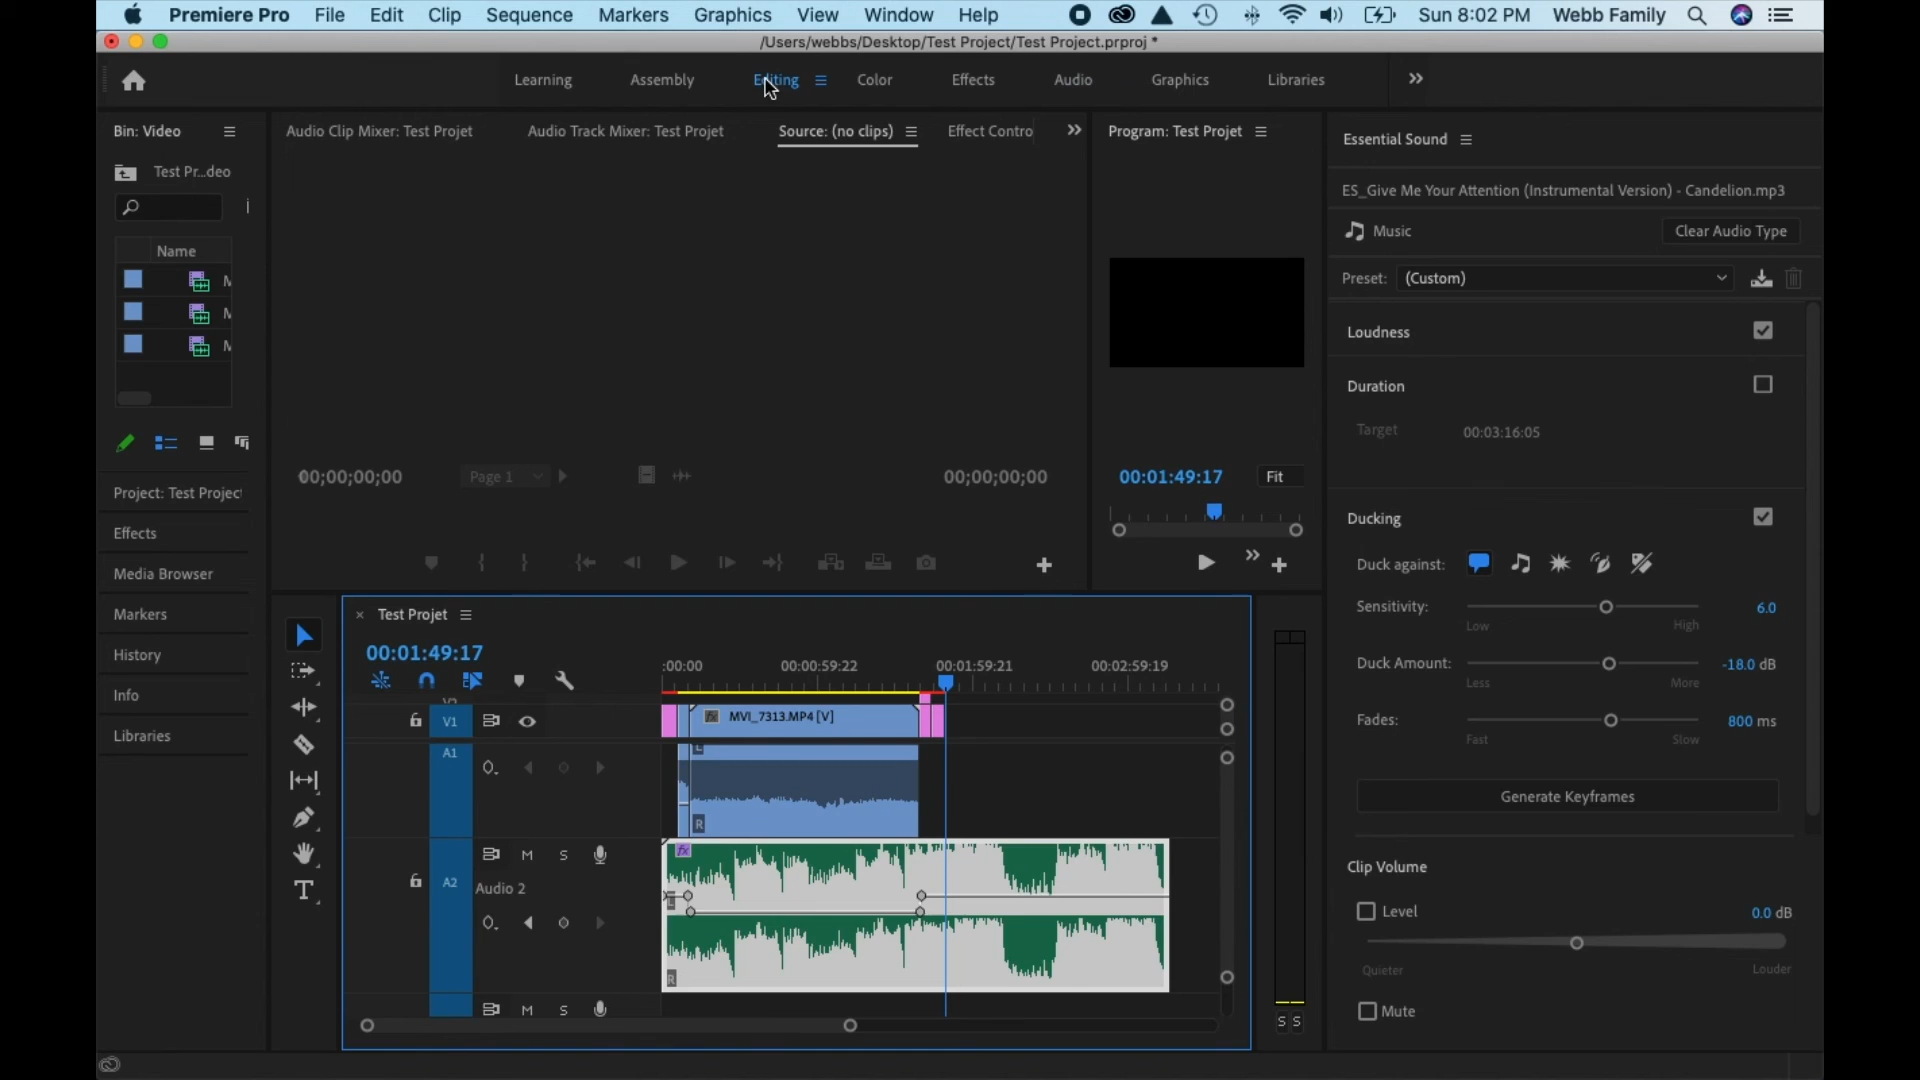 Premiere Pro File Edit Clip Sequence Markers Graphics View Window Help Sun 8:02 PM Webb Family
/Users/webbs/Desktop/Test Project/Test Project.prproj *
Learning Assembly Editing Color Effects Audio Graphics Libraries
Bin: Video
Test Pr...deo
Name
M
M
M
Project: Test Project
Effects
Media Browser
Markers
History
Info
Libraries
Audio Clip Mixer: Test Projet Audio Track Mixer: Test Projet Source: (no clips) Effect Contro
00;00;00;00 Page 1 00;00;00;00
Program: Test Projet
00:01:49:17 Fit
Test Projet
00:01:49:17
:00:00 00:00:59:22 00:01:59:21 00:02:59:19
V1 fx MVI_7313.MP4 [V]
A1
L
R
fx
A2 M S
Audio 2
L
R
M S
S S
Essential Sound
ES_Give Me Your Attention (Instrumental Version) - Candelion.mp3
Music Clear Audio Type
Preset: (Custom)
Loudness
Duration
Target 00:03:16:05
Ducking
Duck against:
Sensitivity: 6.0
Low High
Duck Amount: -18.0 dB
Less More
Fades: 800 ms
Fast Slow
Generate Keyframes
Clip Volume
Level 0.0 dB
Quieter Louder
Mute